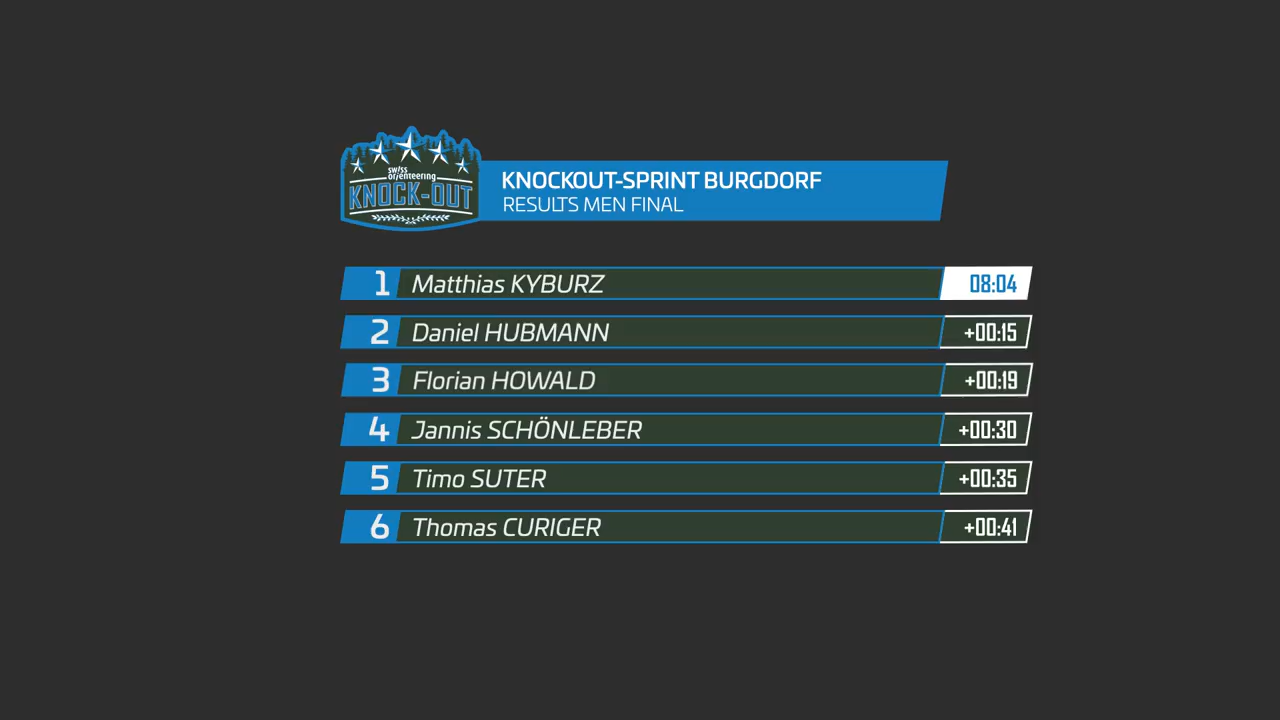 swiss
orienteering
KNOCK-OUT
KNOCKOUT-SPRINT BURGDORF
RESULTS MEN FINAL
1 Matthias KYBURZ 08:04
2 Daniel HUBMANN +00:15
3 Florian HOWALD +00:19
4 Jannis SCHÖNLEBER +00:30
5 Timo SUTER +00:35
6 Thomas CURIGER +00:41